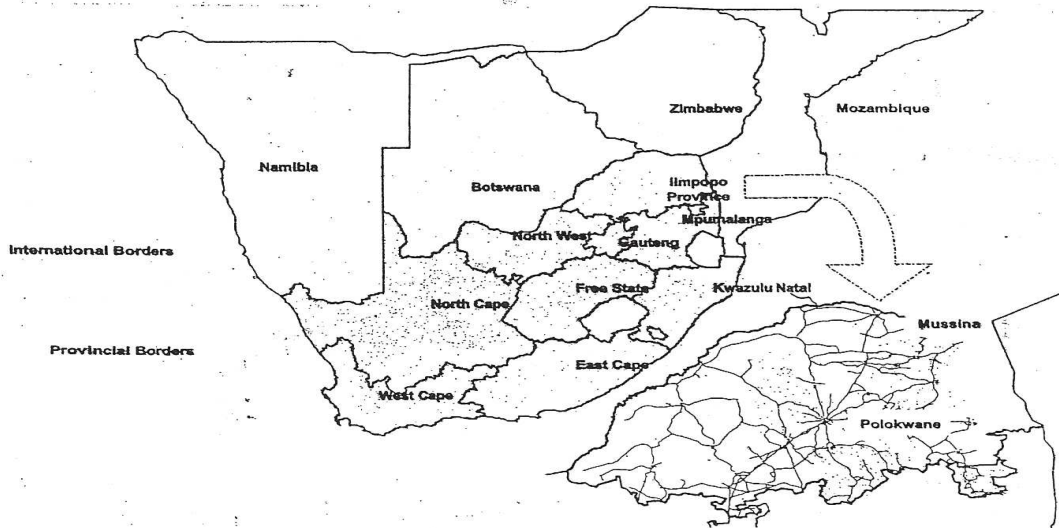 Zimbabwe
Mozambique
Namibia
Botswana
limpopo
Province
Mpumalanga
North West
Gauteng
International Borders
Free State
Kwazulu Natal
North Cape
Mussina
Provincial Borders
East Cape
West Cape
Polokwane